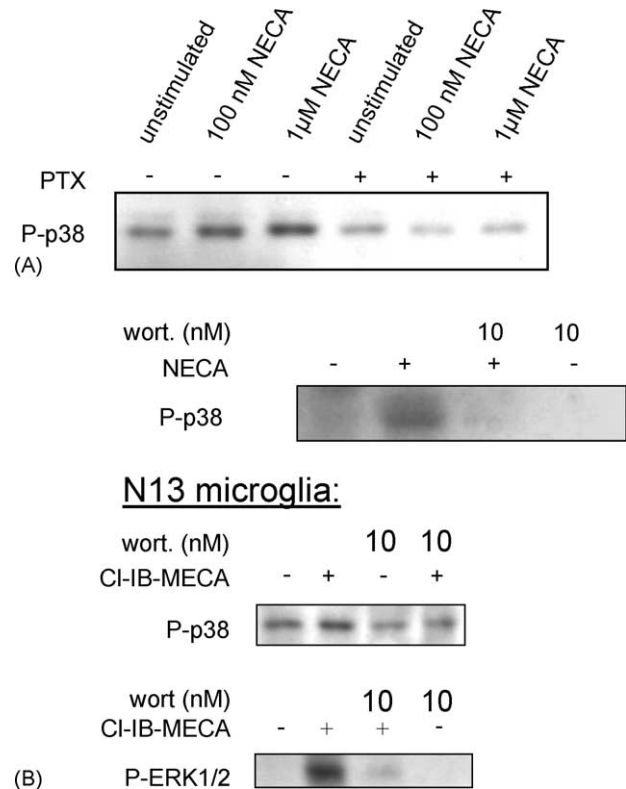 unstimulated 100 nM NECA 1µM NECA unstimulated 100 nM NECA 1µM NECA
PTX - - - + + +
P-p38
(A)
wort. (nM) 10 10
NECA - + + -
P-p38
N13 microglia:
wort. (nM) 10 10
Cl-IB-MECA - + - +
P-p38
wort (nM) 10 10
Cl-IB-MECA - + + -
(B) P-ERK1/2